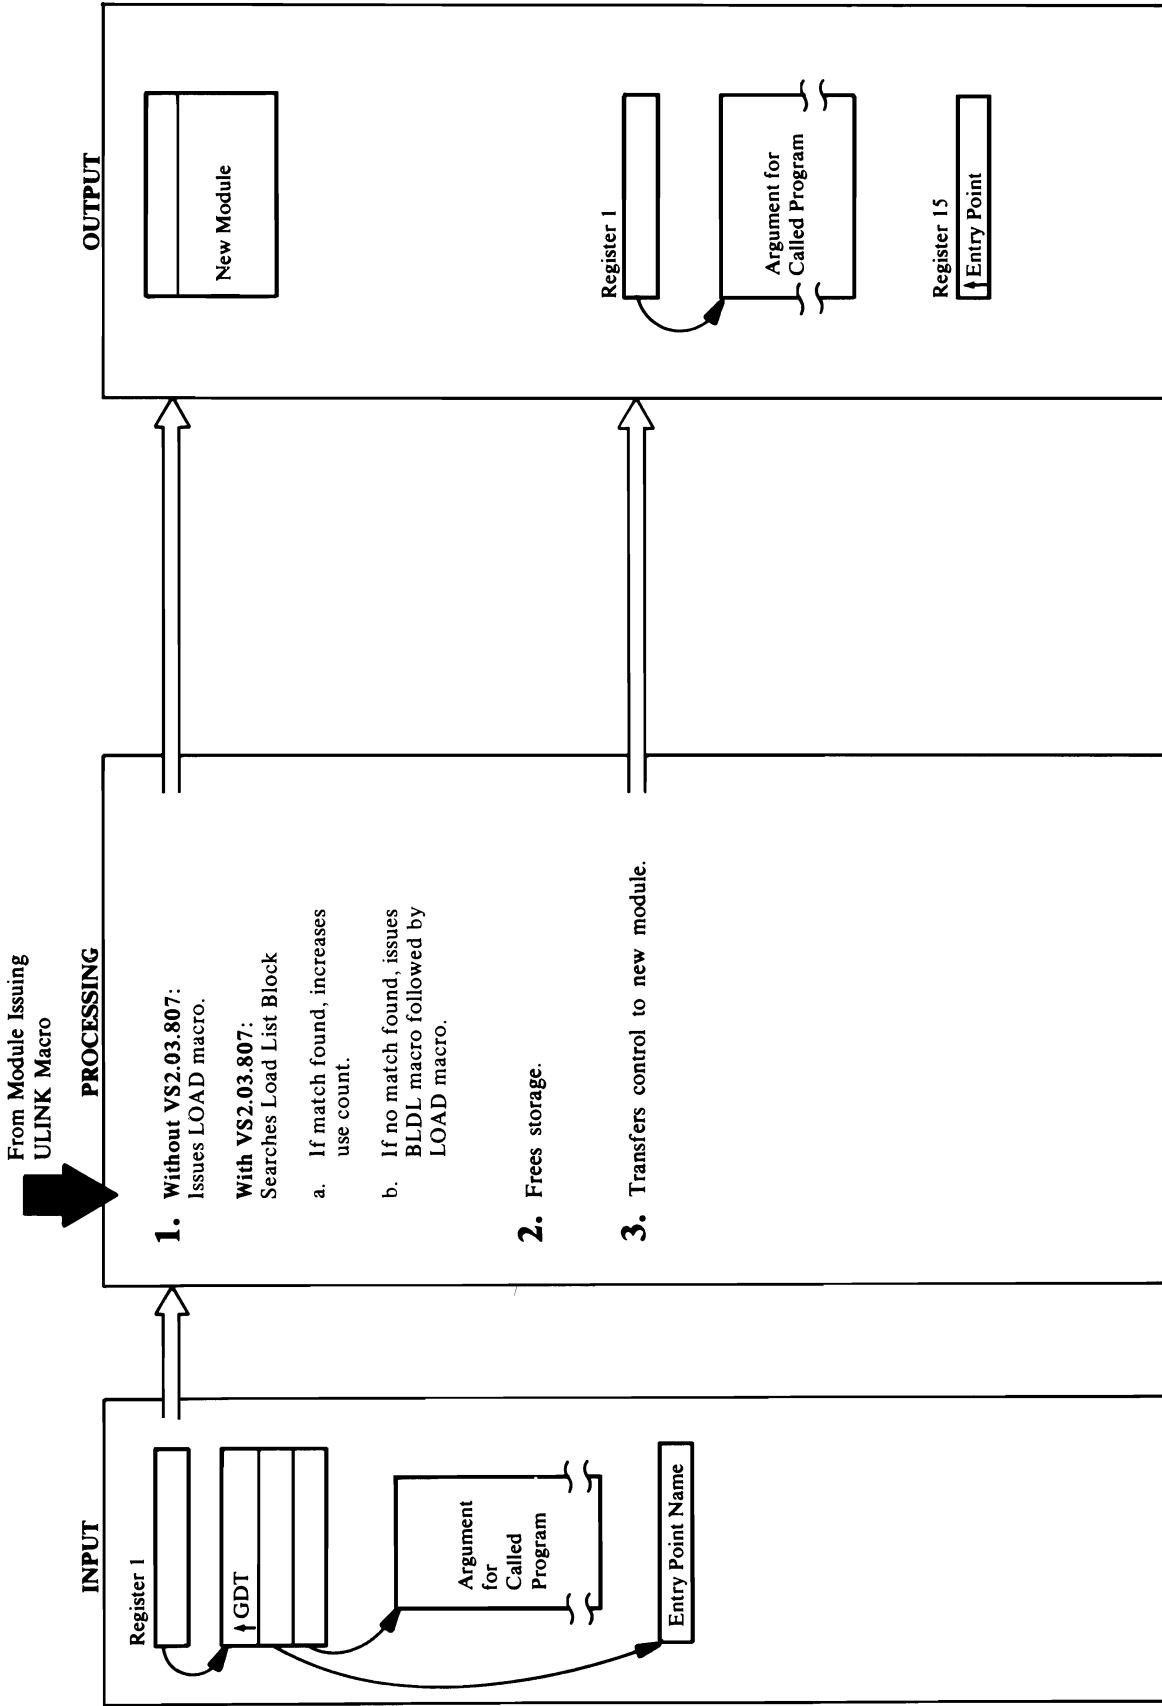 From Module Issuing
ULINK Macro
INPUT
Register 1
↑GDT
Argument
for
Called
Program
Entry Point Name
PROCESSING
1. Without VS2.03.807:
Issues LOAD macro.
With VS2.03.807:
Searches Load List Block
a. If match found, increases
use count.
b. If no match found, issues
BLDL macro followed by
LOAD macro.
2. Frees storage.
3. Transfers control to new module.
OUTPUT
New Module
Register 1
Argument for
Called Program
Register 15
↑Entry Point